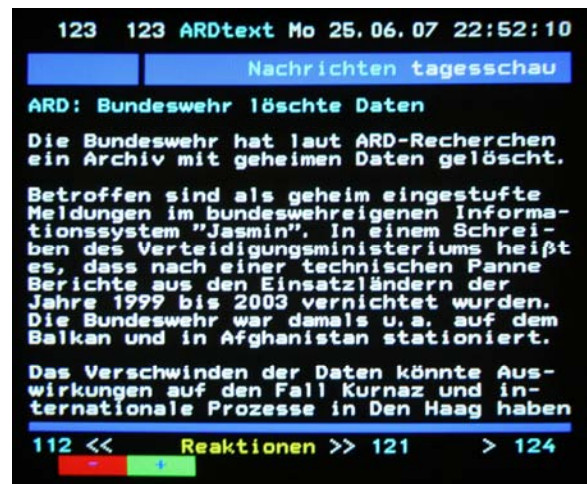 123 123 ARDtext Mo 25.06.07 22:52:10
Nachrichten tagesschau
ARD: Bundeswehr löschte Daten
Die Bundeswehr hat laut ARD-Recherchen
ein Archiv mit geheimen Daten gelöscht.
Betroffen sind als geheim eingestufte
Meldungen im bundeswehreigenen Informa-
tionssystem "Jasmin". In einem Schrei-
ben des Verteidigungsministeriums heißt
es, dass nach einer technischen Panne
Berichte aus den Einsatzländern der
Jahre 1999 bis 2003 vernichtet wurden.
Die Bundeswehr war damals u.a. auf dem
Balkan und in Afghanistan stationiert.
Das Verschwinden der Daten könnte Aus-
wirkungen auf den Fall Kurnaz und in-
ternationale Prozesse in Den Haag haben
112 << Reaktionen >> 121 > 124
- +